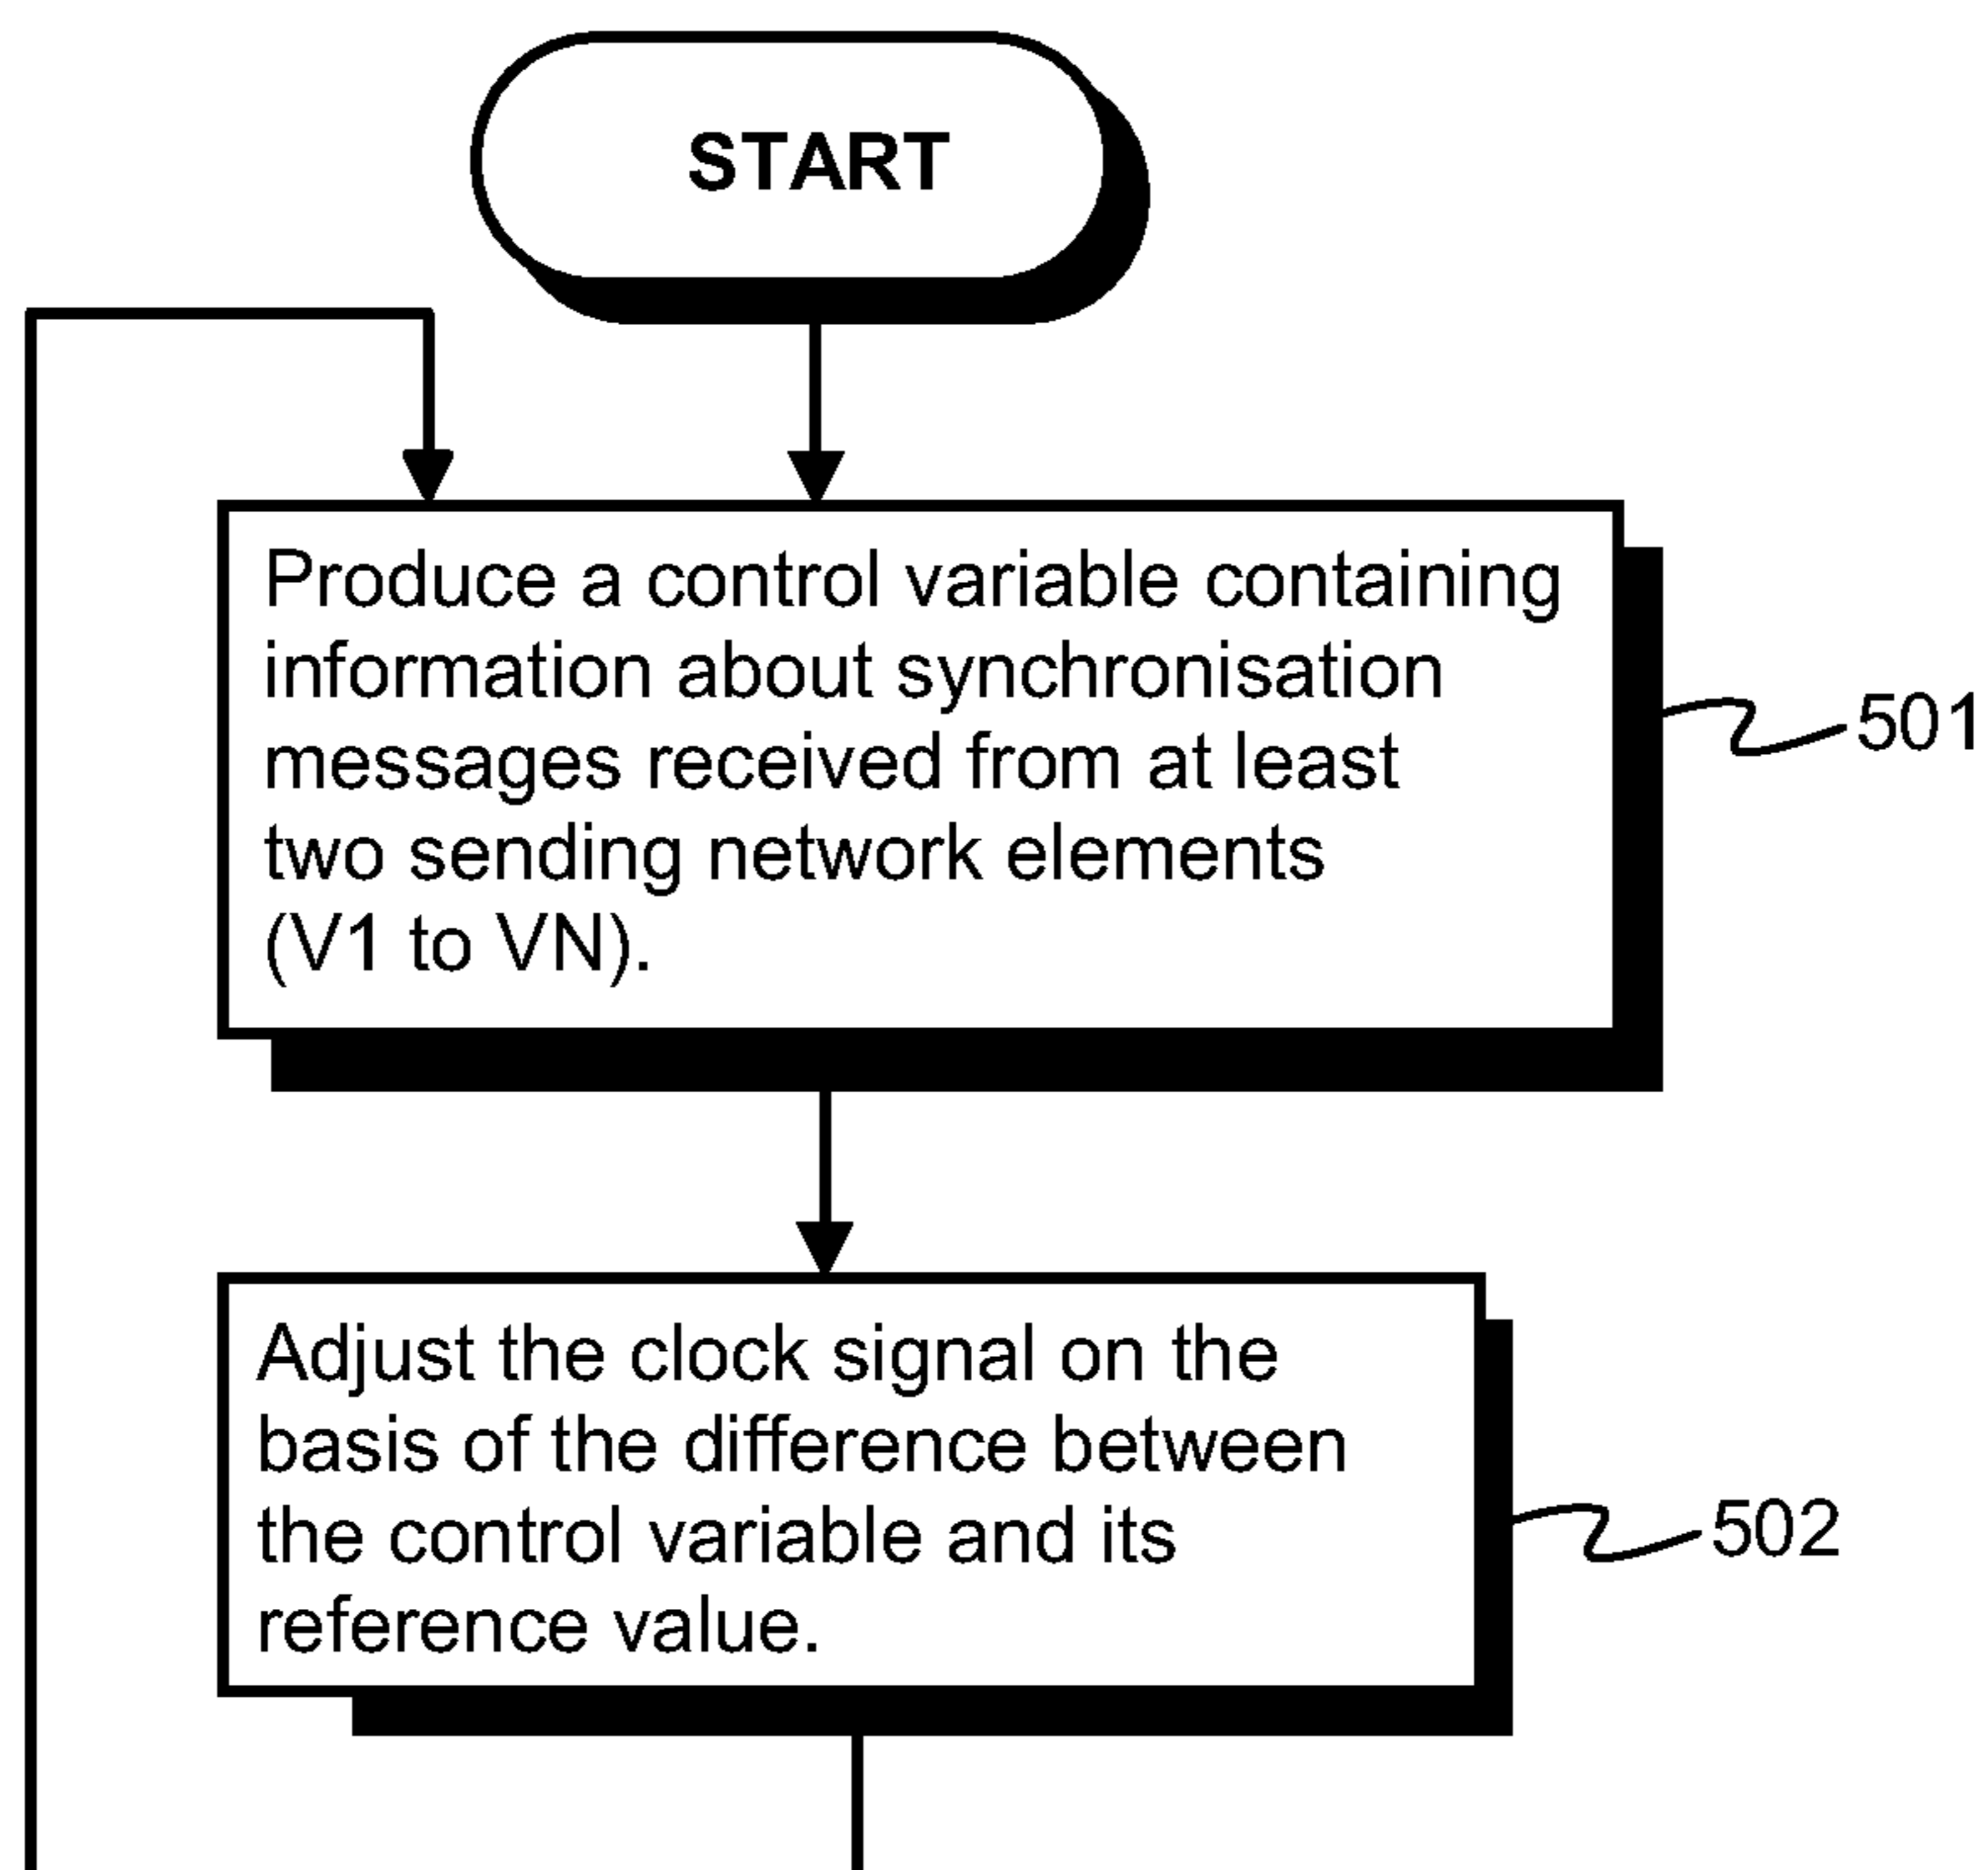 START
Produce a control variable containing
information about synchronisation
messages received from at least
two sending network elements
(V1 to VN).
501
Adjust the clock signal on the
basis of the difference between
the control variable and its
reference value.
502